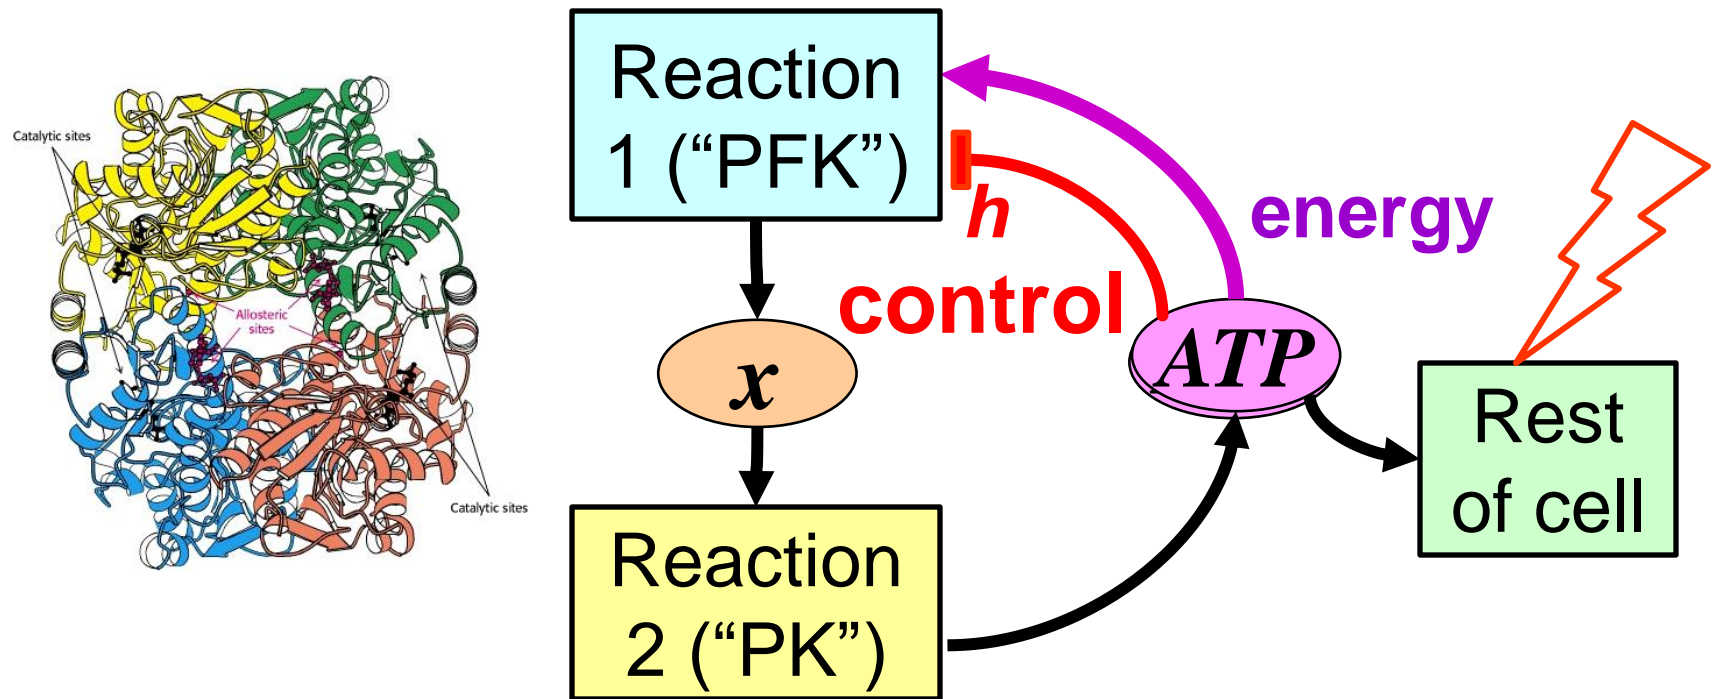 Catalytic sites
Allosteric
sites
Catalytic sites
Reaction
1 (“PFK”)
h
control
energy
x
ATP
Rest
of cell
Reaction
2 (“PK”)